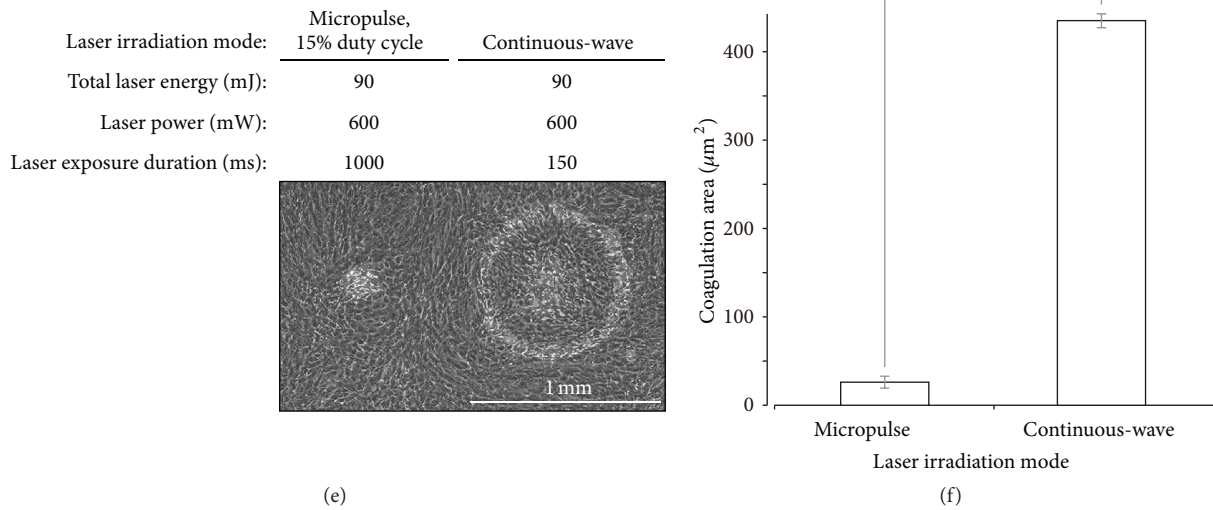 Laser irradiation mode: Micropulse, 15% duty cycle Continuous-wave
Total laser energy (mJ): 90 90
Laser power (mW): 600 600
Laser exposure duration (ms): 1000 150
1 mm
(e)
Coagulation area (μm²)
400
300
200
100
0
Micropulse Continuous-wave
Laser irradiation mode
(f)